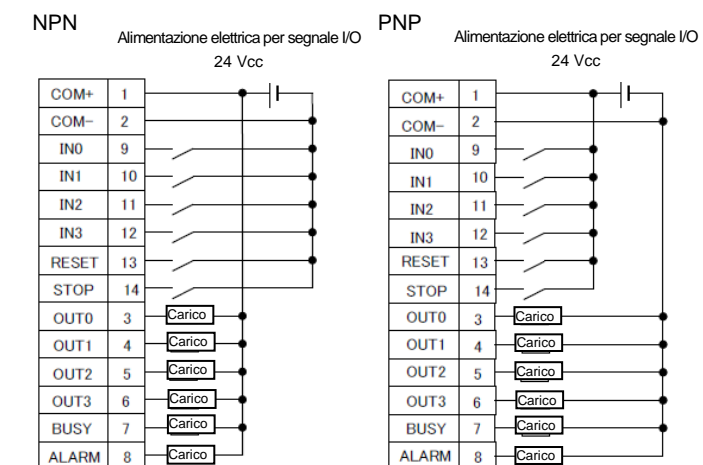 NPN
Alimentazione elettrica per segnale I/O
24 Vcc
COM+ 1
COM- 2
IN0 9
IN1 10
IN2 11
IN3 12
RESET 13
STOP 14
OUT0 3 Carico
OUT1 4 Carico
OUT2 5 Carico
OUT3 6 Carico
BUSY 7 Carico
ALARM 8 Carico
PNP
Alimentazione elettrica per segnale I/O
24 Vcc
COM+ 1
COM- 2
IN0 9
IN1 10
IN2 11
IN3 12
RESET 13
STOP 14
OUT0 3 Carico
OUT1 4 Carico
OUT2 5 Carico
OUT3 6 Carico
BUSY 7 Carico
ALARM 8 Carico